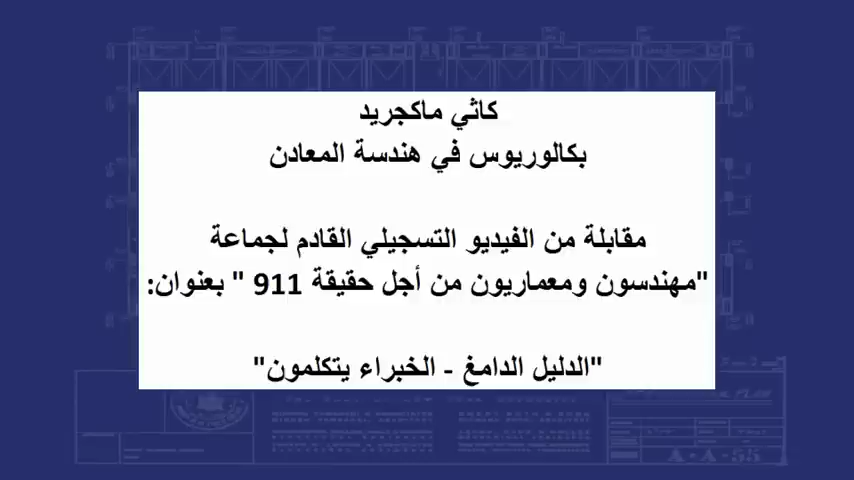 كاثي ماكجريد
بكالوريوس في هندسة المعادن
مقابلة من الفيديو التسجيلي القادم لجماعة
"مهندسون ومعماريون من أجل حقيقة 911 " بعنوان:
"الدليل الدامغ - الخبراء يتكلمون"
A-A-55